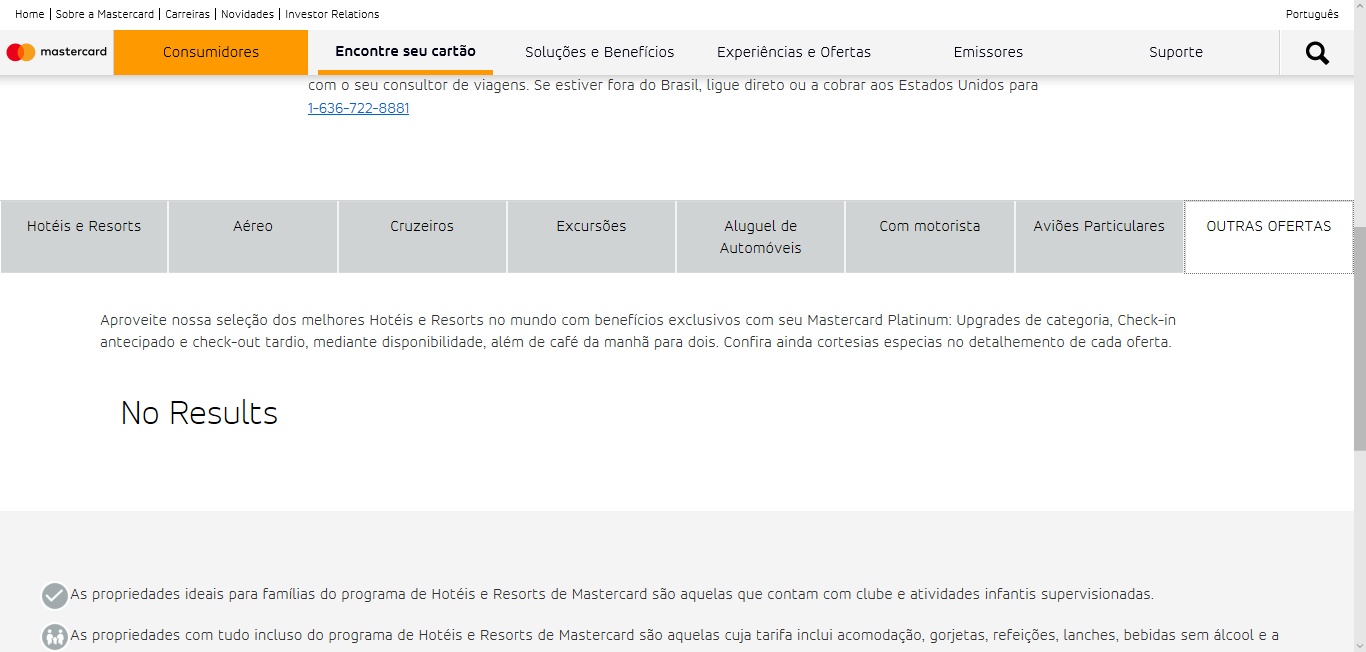 Home | Sobre a Mastercard | Carreiras | Novidades | Investor Relations
Português
mastercard
Consumidores
Encontre seu cartão
Soluções e Benefícios
Experiências e Ofertas
Emissores
Suporte
com o seu consultor de viagens. Se estiver fora do Brasil, ligue direto ou a cobrar aos Estados Unidos para
1-636-722-8881
Hotéis e Resorts
Aéreo
Cruzeiros
Excursões
Aluguel de
Automóveis
Com motorista
Aviões Particulares
OUTRAS OFERTAS
Aproveite nossa seleção dos melhores Hotéis e Resorts no mundo com benefícios exclusivos com seu Mastercard Platinum: Upgrades de categoria, Check-in
antecipado e check-out tardio, mediante disponibilidade, além de café da manhã para dois. Confira ainda cortesias especias no detalhemento de cada oferta.
No Results
As propriedades ideais para famílias do programa de Hotéis e Resorts de Mastercard são aquelas que contam com clube e atividades infantis supervisionadas.
As propriedades com tudo incluso do programa de Hotéis e Resorts de Mastercard são aquelas cuja tarifa inclui acomodação, gorjetas, refeições, lanches, bebidas sem álcool e a